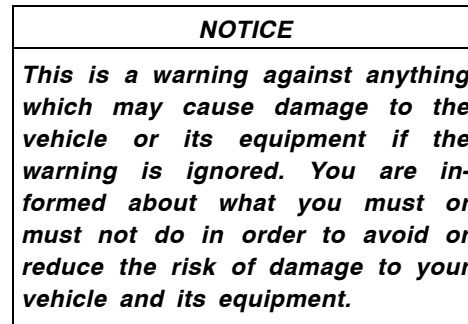 NOTICE
This is a warning against anything
which may cause damage to the
vehicle or its equipment if the
warning is ignored. You are in-
formed about what you must or
must not do in order to avoid or
reduce the risk of damage to your
vehicle and its equipment.